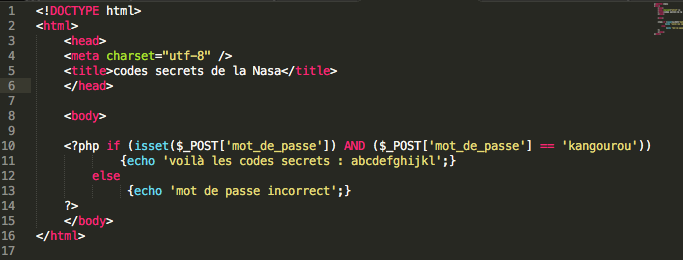 1 <!DOCTYPE html>
2 <html>
3 <head>
4 <meta charset="utf-8" />
5 <title>codes secrets de la Nasa</title>
6 </head>
7
8 <body>
9
10 <?php if (isset($_POST['mot_de_passe']) AND ($_POST['mot_de_passe'] == 'kangourou'))
11 {echo 'voilà les codes secrets : abcdefghijkl';}
12 else
13 {echo 'mot de passe incorrect';}
14 ?>
15 </body>
16 </html>
17